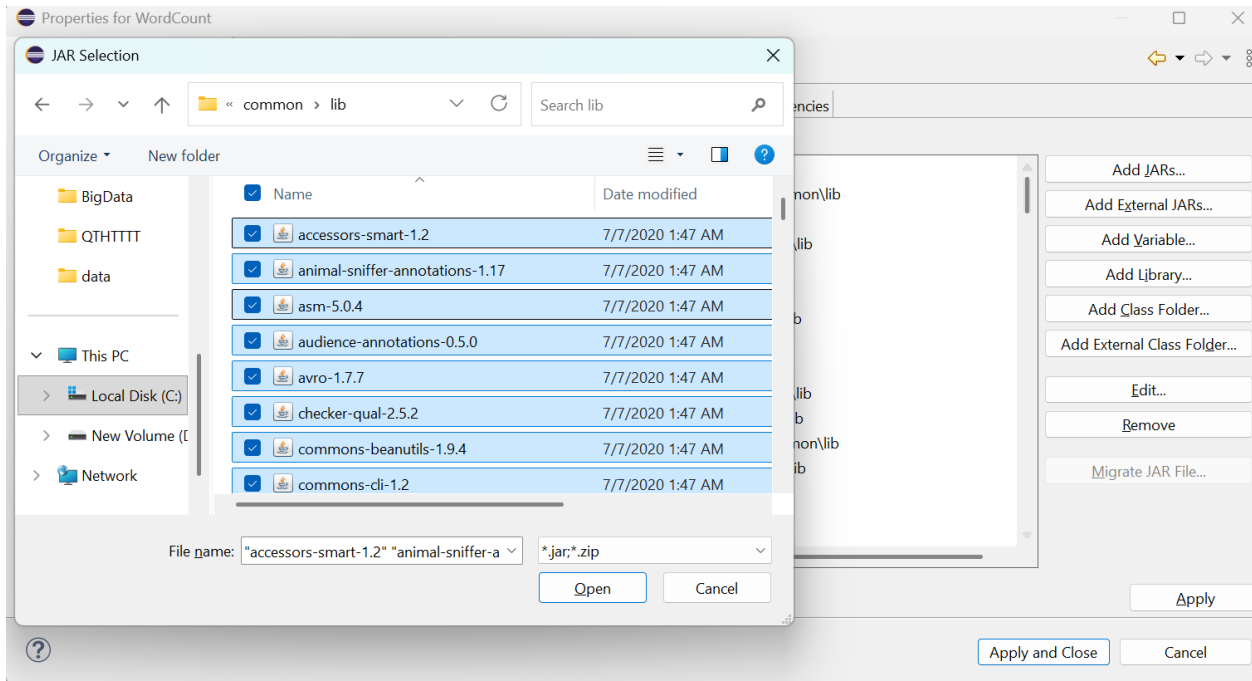 Properties for WordCount
JAR Selection
« common › lib
Search lib
encies
Organize
New folder
BigData
QTHTTTT
data
This PC
Local Disk (C:)
New Volume (D
Network
Name
Date modified
accessors-smart-1.2 7/7/2020 1:47 AM
animal-sniffer-annotations-1.17 7/7/2020 1:47 AM
asm-5.0.4 7/7/2020 1:47 AM
audience-annotations-0.5.0 7/7/2020 1:47 AM
avro-1.7.7 7/7/2020 1:47 AM
checker-qual-2.5.2 7/7/2020 1:47 AM
commons-beanutils-1.9.4 7/7/2020 1:47 AM
commons-cli-1.2 7/7/2020 1:47 AM
File name: "accessors-smart-1.2" "animal-sniffer-a
*.jar;*.zip
Open
Cancel
mon\lib
\lib
b
\lib
b
mon\lib
ib
Add JARs...
Add External JARs...
Add Variable...
Add Library...
Add Class Folder...
Add External Class Folder...
Edit...
Remove
Migrate JAR File...
Apply
?
Apply and Close
Cancel